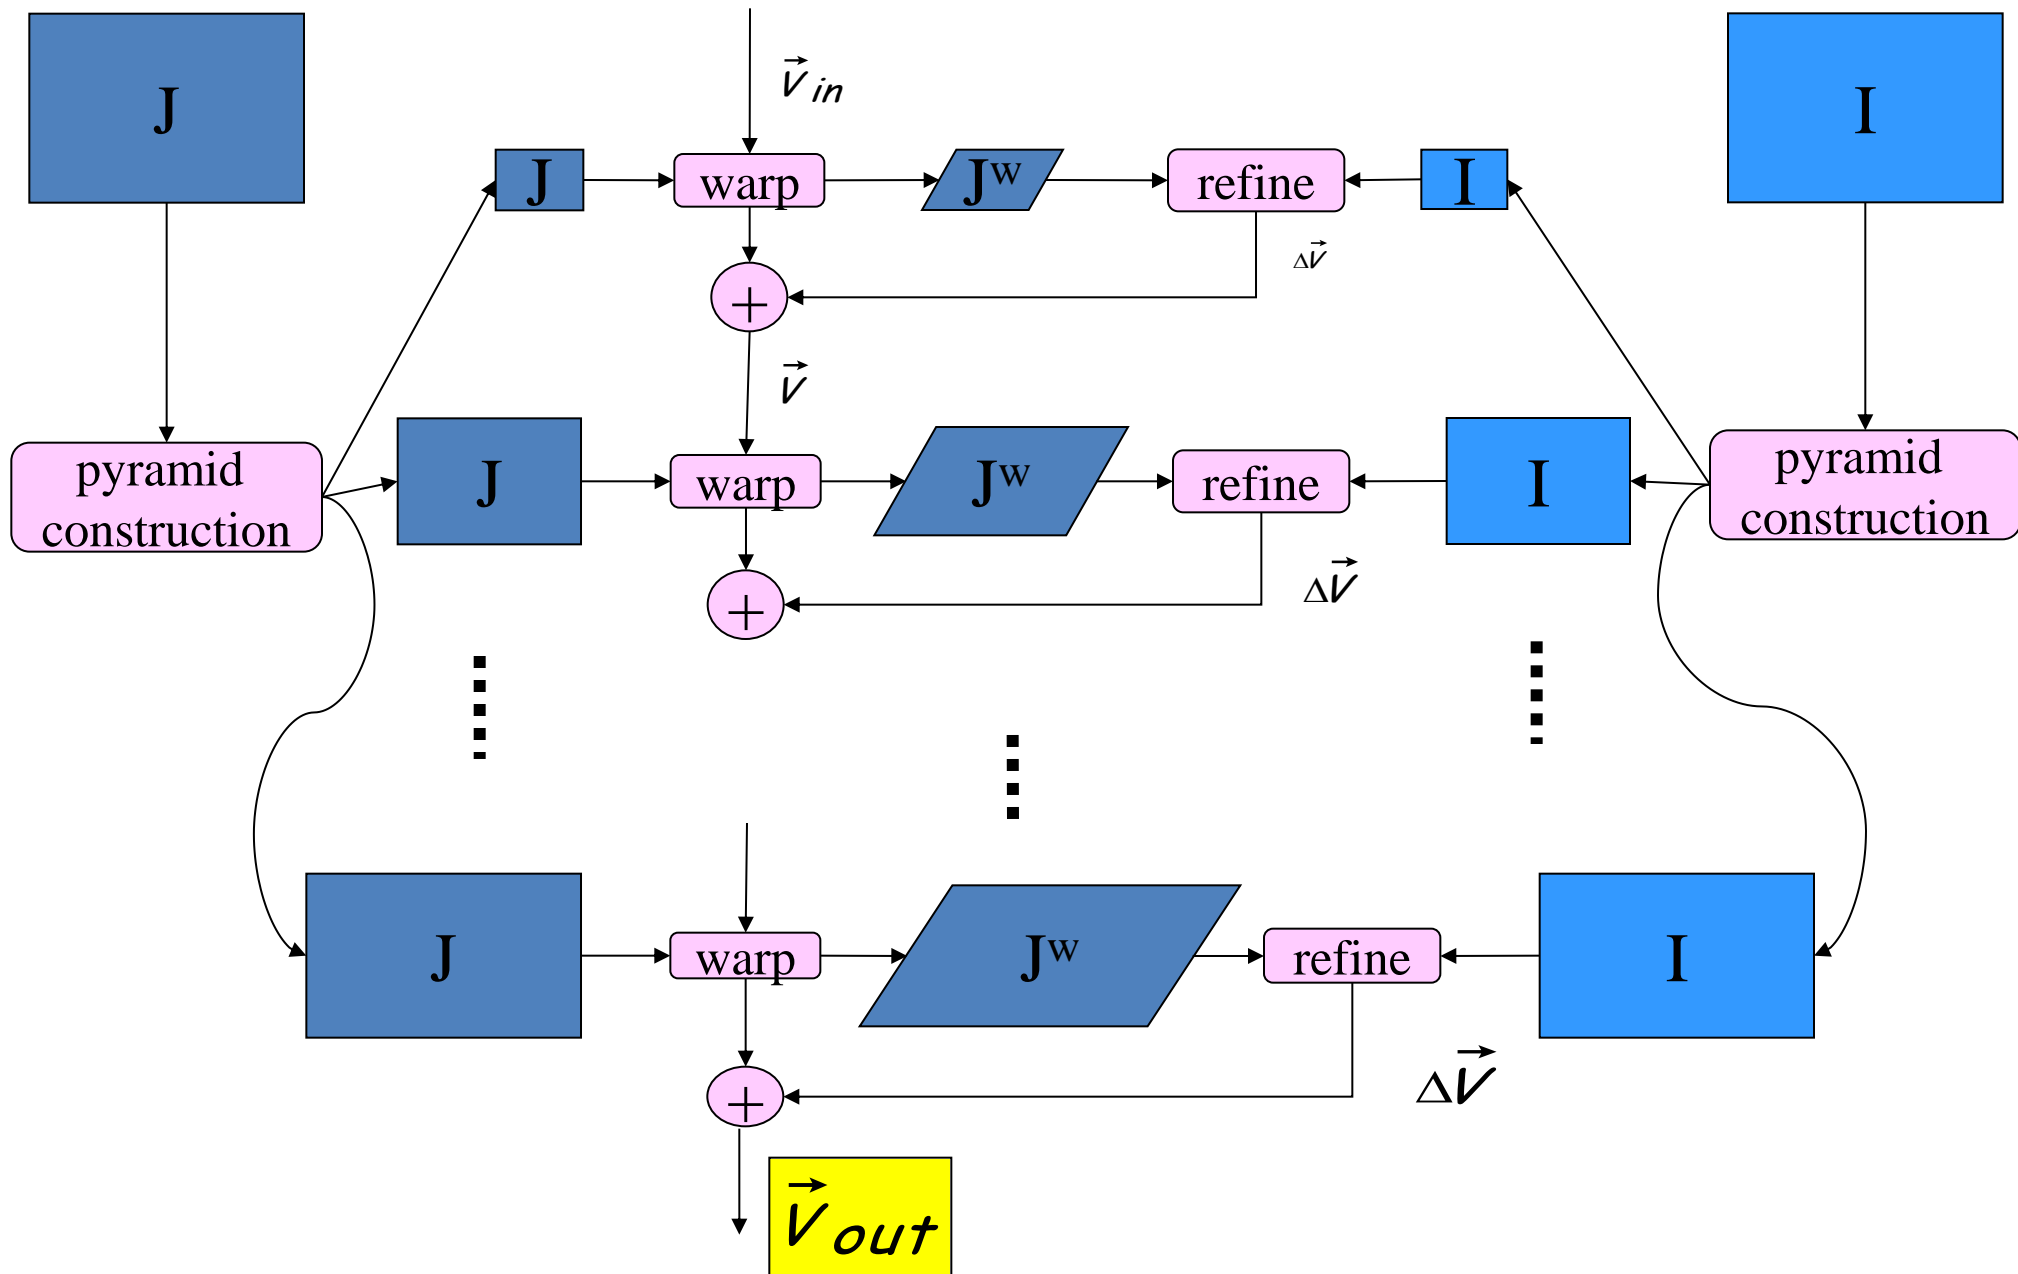 J
I
V⃗ in
J
warp
Jᵂ
refine
I
ΔV⃗
+
V⃗
pyramid
construction
J
warp
Jᵂ
refine
I
pyramid
construction
ΔV⃗
+
J
warp
Jᵂ
refine
I
ΔV⃗
+
V⃗ out